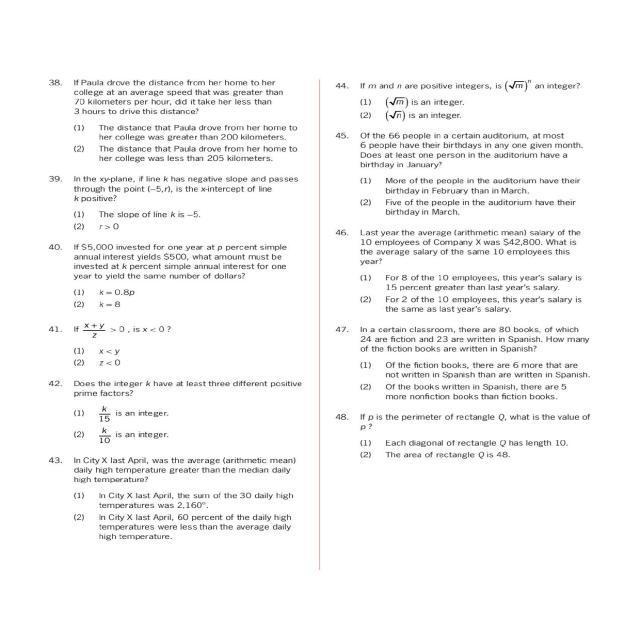 38. If Paula drove the distance from her home to her
college at an average speed that was greater than
70 kilometers per hour, did it take her less than
3 hours to drive this distance?
(1) The distance that Paula drove from her home to
her college was greater than 200 kilometers.
(2) The distance that Paula drove from her home to
her college was less than 205 kilometers.
39. In the xy-plane, if line k has negative slope and passes
through the point (−5,r), is the x-intercept of line
k positive?
(1) The slope of line k is −5.
(2) r > 0
40. If $5,000 invested for one year at p percent simple
annual interest yields $500, what amount must be
invested at k percent simple annual interest for one
year to yield the same number of dollars?
(1) k = 0.8p
(2) k = 8
41. If (x + y)/z > 0 , is x < 0 ?
(1) x < y
(2) z < 0
42. Does the integer k have at least three different positive
prime factors?
(1) k/15 is an integer.
(2) k/10 is an integer.
43. In City X last April, was the average (arithmetic mean)
daily high temperature greater than the median daily
high temperature?
(1) In City X last April, the sum of the 30 daily high
temperatures was 2,160°.
(2) In City X last April, 60 percent of the daily high
temperatures were less than the average daily
high temperature.
44. If m and n are positive integers, is (√m)ⁿ an integer?
(1) (√m) is an integer.
(2) (√n) is an integer.
45. Of the 66 people in a certain auditorium, at most
6 people have their birthdays in any one given month.
Does at least one person in the auditorium have a
birthday in January?
(1) More of the people in the auditorium have their
birthday in February than in March.
(2) Five of the people in the auditorium have their
birthday in March.
46. Last year the average (arithmetic mean) salary of the
10 employees of Company X was $42,800. What is
the average salary of the same 10 employees this
year?
(1) For 8 of the 10 employees, this year's salary is
15 percent greater than last year's salary.
(2) For 2 of the 10 employees, this year's salary is
the same as last year's salary.
47. In a certain classroom, there are 80 books, of which
24 are fiction and 23 are written in Spanish. How many
of the fiction books are written in Spanish?
(1) Of the fiction books, there are 6 more that are
not written in Spanish than are written in Spanish.
(2) Of the books written in Spanish, there are 5
more nonfiction books than fiction books.
48. If p is the perimeter of rectangle Q, what is the value of
p ?
(1) Each diagonal of rectangle Q has length 10.
(2) The area of rectangle Q is 48.